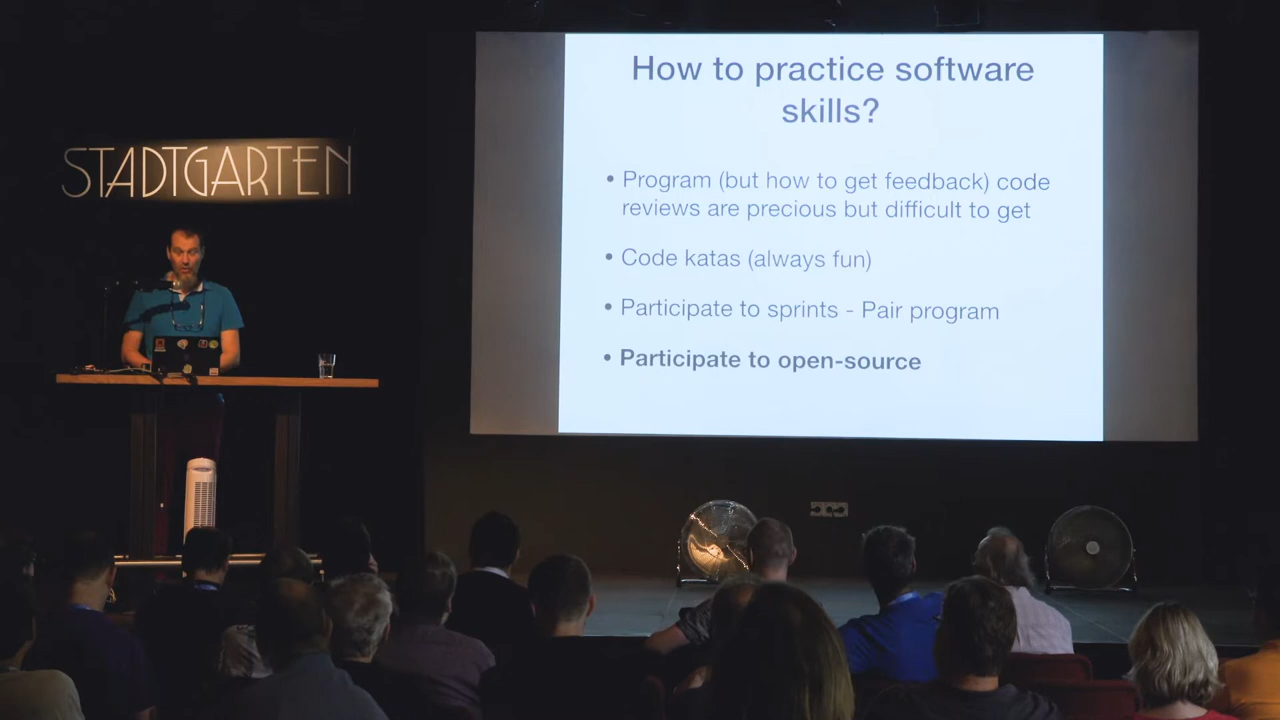 STADTGARTEN
How to practice software
skills?
• Program (but how to get feedback) code
reviews are precious but difficult to get
• Code katas (always fun)
• Participate to sprints - Pair program
• Participate to open-source